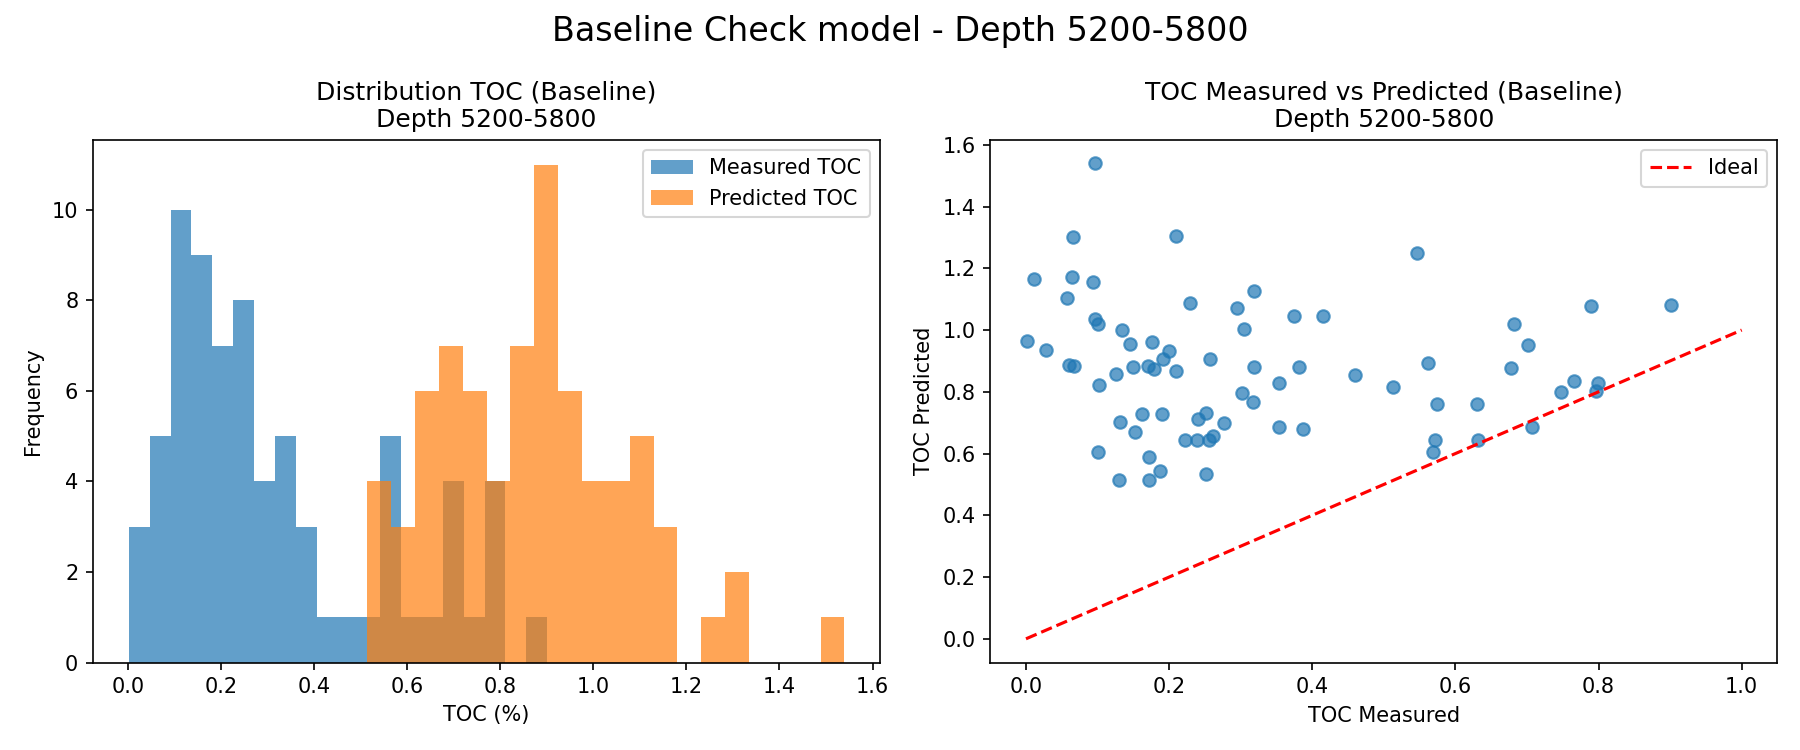 Baseline Check model - Depth 5200-5800
Distribution TOC (Baseline)
Depth 5200-5800
Measured TOC
Predicted TOC
Frequency
10
8
6
4
2
0
0.0 0.2 0.4 0.6 0.8 1.0 1.2 1.4 1.6
TOC (%)
TOC Measured vs Predicted (Baseline)
Depth 5200-5800
Ideal
TOC Predicted
1.6
1.4
1.2
1.0
0.8
0.6
0.4
0.2
0.0
0.0 0.2 0.4 0.6 0.8 1.0
TOC Measured